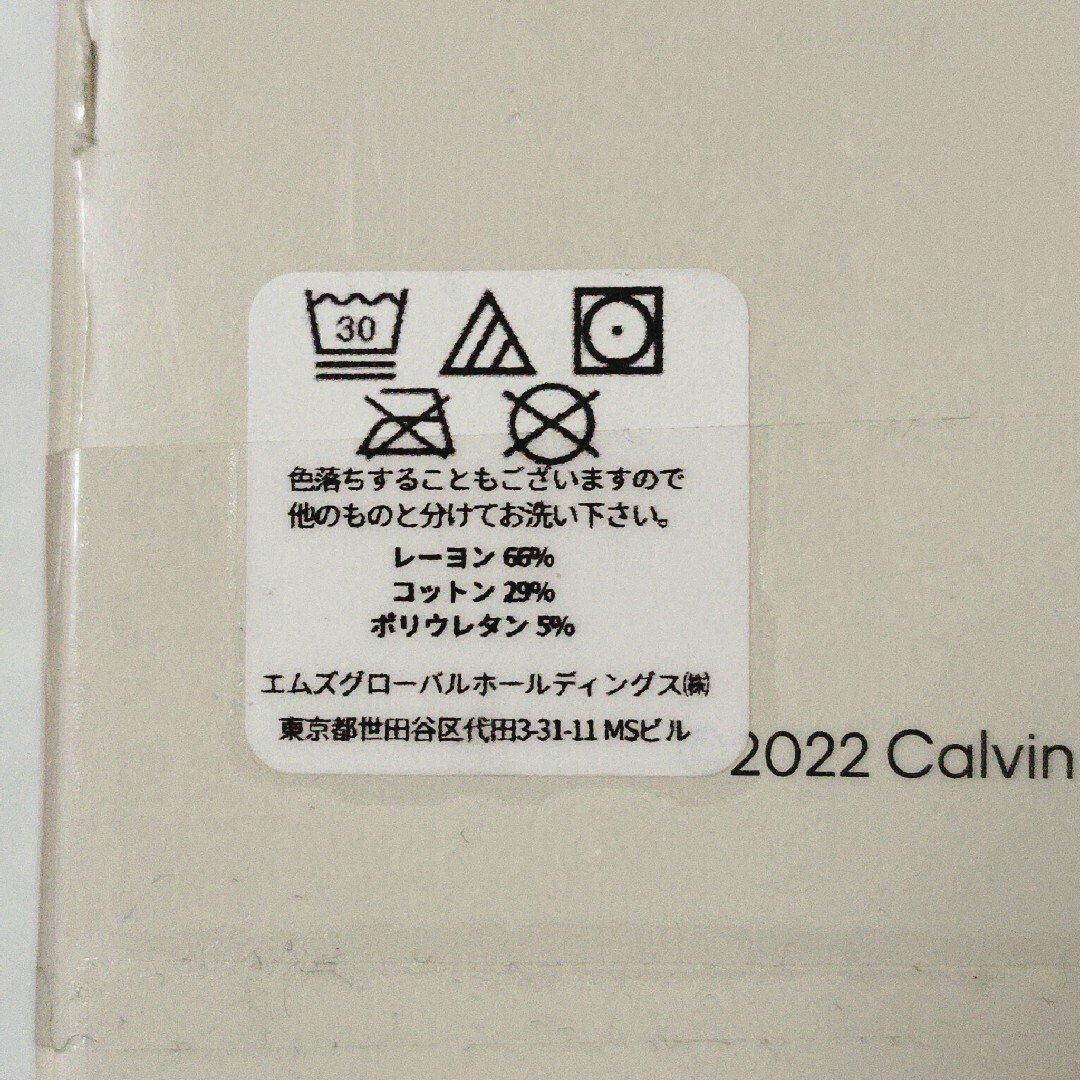 30
色落ちすることもございますので
他のものと分けてお洗い下さい。
レーヨン 66%
コットン 29%
ポリウレタン 5%
エムズグローバルホールディングス㈱
東京都世田谷区代田3-31-11 MSビル
2022 Calvin